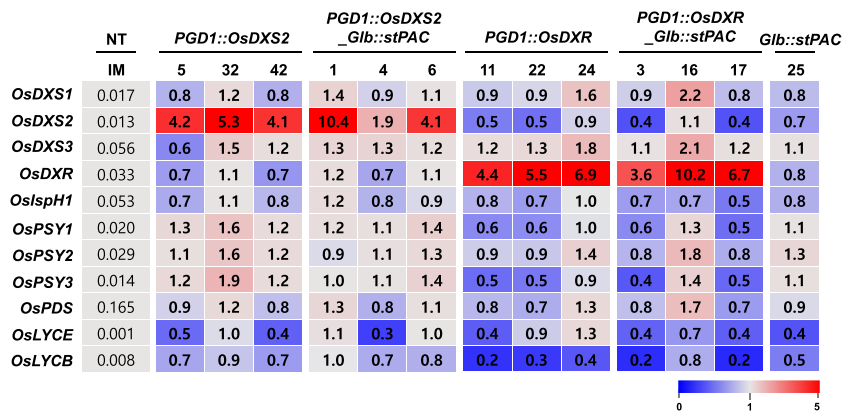 NT PGD1::OsDXS2 PGD1::OsDXS2 _Glb::stPAC PGD1::OsDXR PGD1::OsDXR _Glb::stPAC Glb::stPAC
IM 5 32 42 1 4 6 11 22 24 3 16 17 25
OsDXS1 0.017 0.8 1.2 0.8 1.4 0.9 1.1 0.9 0.9 1.6 0.9 2.2 0.8 0.8
OsDXS2 0.013 4.2 5.3 4.1 10.4 1.9 4.1 0.5 0.5 0.9 0.4 1.1 0.4 0.7
OsDXS3 0.056 0.6 1.5 1.2 1.3 1.3 1.2 1.2 1.3 1.8 1.1 2.1 1.2 1.1
OsDXR 0.033 0.7 1.1 0.7 1.2 0.7 1.1 4.4 5.5 6.9 3.6 10.2 6.7 0.8
OsIspH1 0.053 0.7 1.1 0.8 1.2 0.8 0.9 0.8 0.7 1.0 0.7 0.7 0.5 0.8
OsPSY1 0.020 1.3 1.6 1.2 1.2 1.1 1.4 0.6 0.6 1.0 0.6 1.3 0.5 1.1
OsPSY2 0.029 1.1 1.6 1.2 0.9 1.1 1.3 0.9 0.9 1.4 0.8 1.8 0.8 1.3
OsPSY3 0.014 1.2 1.9 1.2 1.0 1.1 1.4 0.5 0.5 0.9 0.4 1.4 0.5 1.1
OsPDS 0.165 0.9 1.2 0.8 1.3 0.8 1.1 0.8 0.7 1.3 0.8 1.7 0.7 0.9
OsLYCE 0.001 0.5 1.0 0.4 1.1 0.3 1.0 0.4 0.9 1.3 0.4 0.7 0.4 0.4
OsLYCB 0.008 0.7 0.9 0.7 1.0 0.7 0.8 0.2 0.3 0.4 0.2 0.8 0.2 0.5
0 1 5